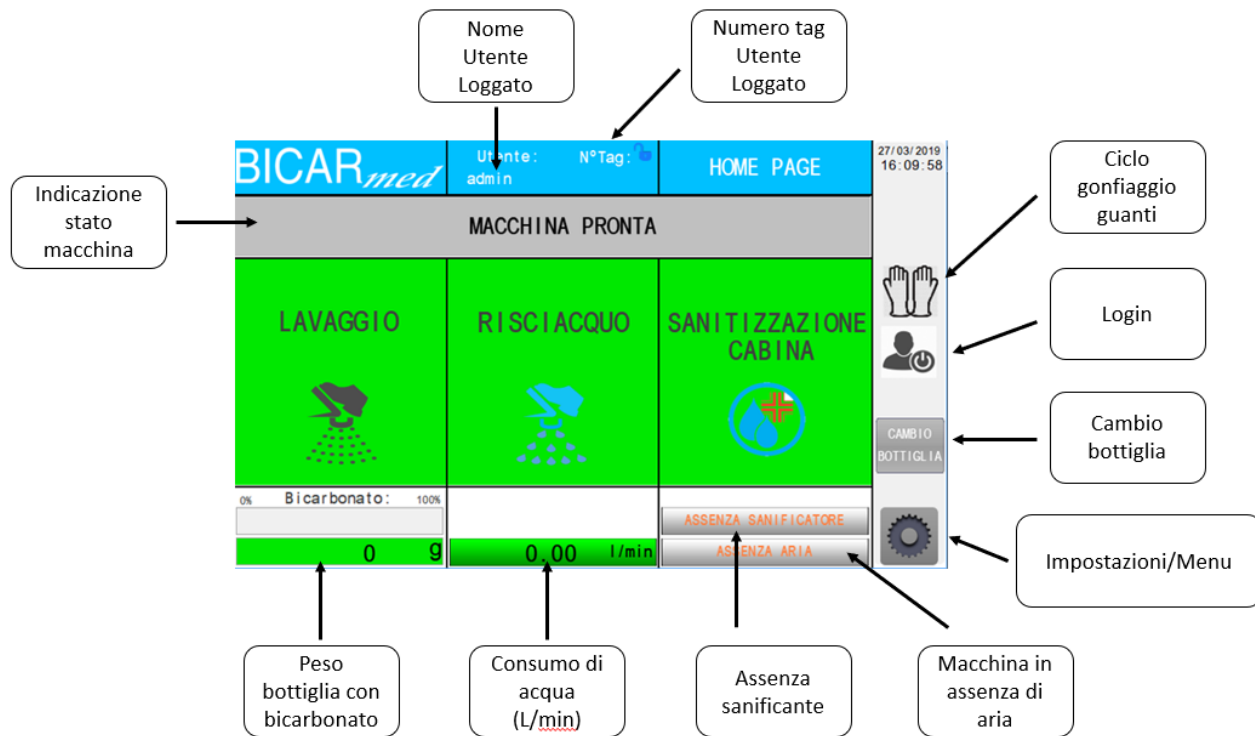 Nome
Utente
Loggato
Numero tag
Utente
Loggato
Indicazione
stato
macchina
BICARmed
Utente:
N°Tag:
admin
HOME PAGE
27/03/2019
16:09:58
MACCHINA PRONTA
LAVAGGIO
RISCIACQUO
SANITIZZAZIONE
CABINA
CAMBIO
BOTTIGLIA
0% Bicarbonato: 100%
0 g
0.00 l/min
ASSENZA SANIFICATORE
ASSENZA ARIA
Ciclo
gonfiaggio
guanti
Login
Cambio
bottiglia
Impostazioni/Menu
Peso
bottiglia con
bicarbonato
Consumo di
acqua
(L/min)
Assenza
sanificante
Macchina in
assenza di
aria